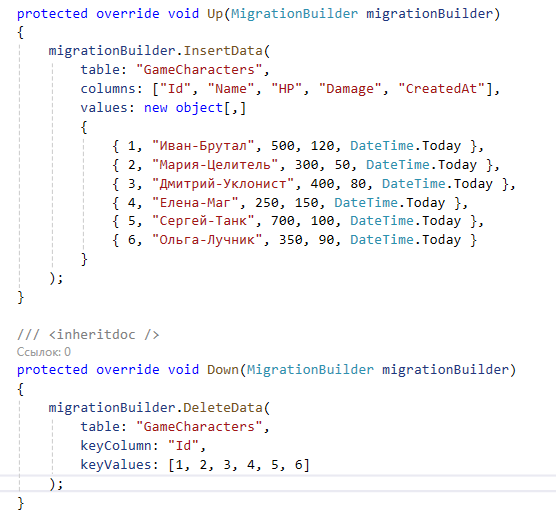 protected override void Up(MigrationBuilder migrationBuilder)
{
    migrationBuilder.InsertData(
        table: "GameCharacters",
        columns: ["Id", "Name", "HP", "Damage", "CreatedAt"],
        values: new object[,]
        {
            { 1, "Иван-Брутал", 500, 120, DateTime.Today },
            { 2, "Мария-Целитель", 300, 50, DateTime.Today },
            { 3, "Дмитрий-Уклонист", 400, 80, DateTime.Today },
            { 4, "Елена-Маг", 250, 150, DateTime.Today },
            { 5, "Сергей-Танк", 700, 100, DateTime.Today },
            { 6, "Ольга-Лучник", 350, 90, DateTime.Today }
        }
    );
}
/// <inheritdoc />
Ссылок: 0
protected override void Down(MigrationBuilder migrationBuilder)
{
    migrationBuilder.DeleteData(
        table: "GameCharacters",
        keyColumn: "Id",
        keyValues: [1, 2, 3, 4, 5, 6]
    );
}